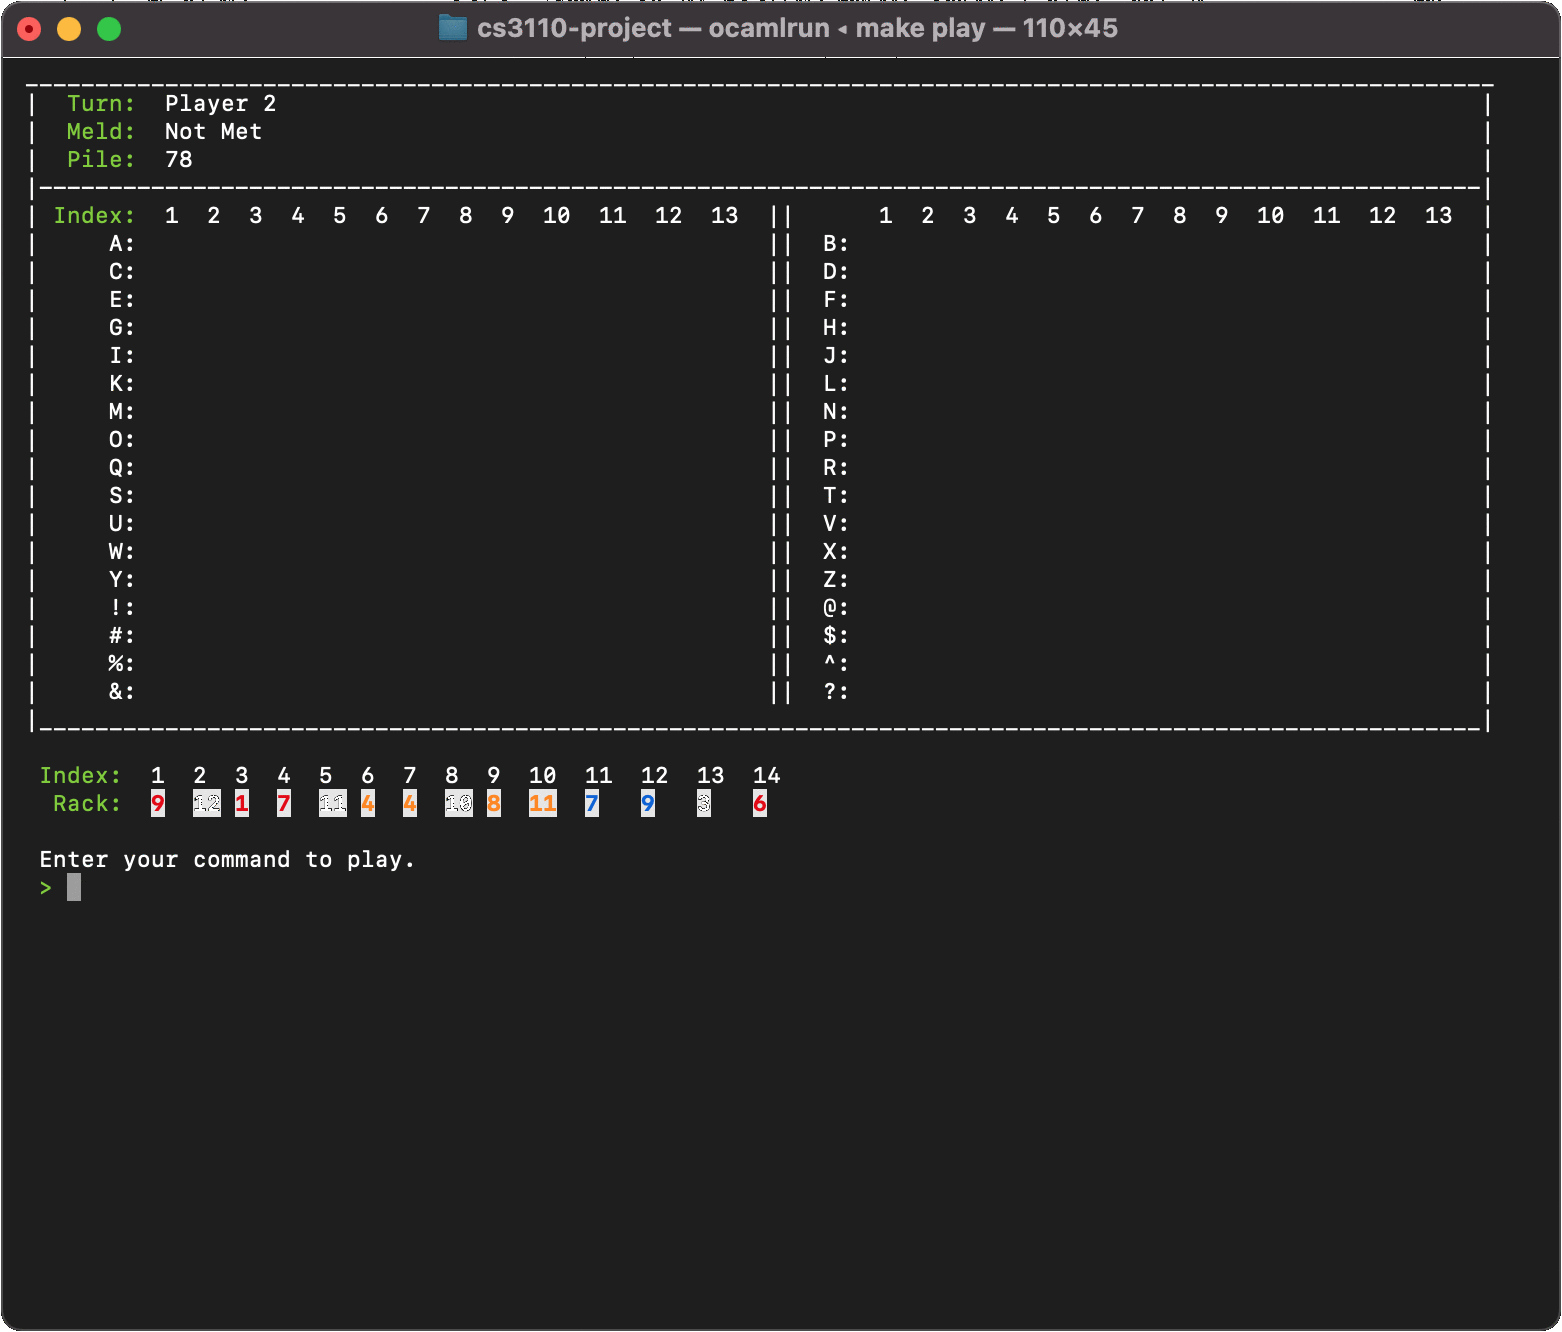 cs3110-project — ocamlrun ◂ make play — 110×45
Turn: Player 2
Meld: Not Met
Pile: 78
Index: 1 2 3 4 5 6 7 8 9 10 11 12 13 || 1 2 3 4 5 6 7 8 9 10 11 12 13
A: || B:
C: || D:
E: || F:
G: || H:
I: || J:
K: || L:
M: || N:
O: || P:
Q: || R:
S: || T:
U: || V:
W: || X:
Y: || Z:
!: || @:
#: || $:
%: || ^:
&: || ?:
Index: 1 2 3 4 5 6 7 8 9 10 11 12 13 14
Rack: 9 12 1 7 11 4 4 10 8 11 7 9 3 6
Enter your command to play.
>